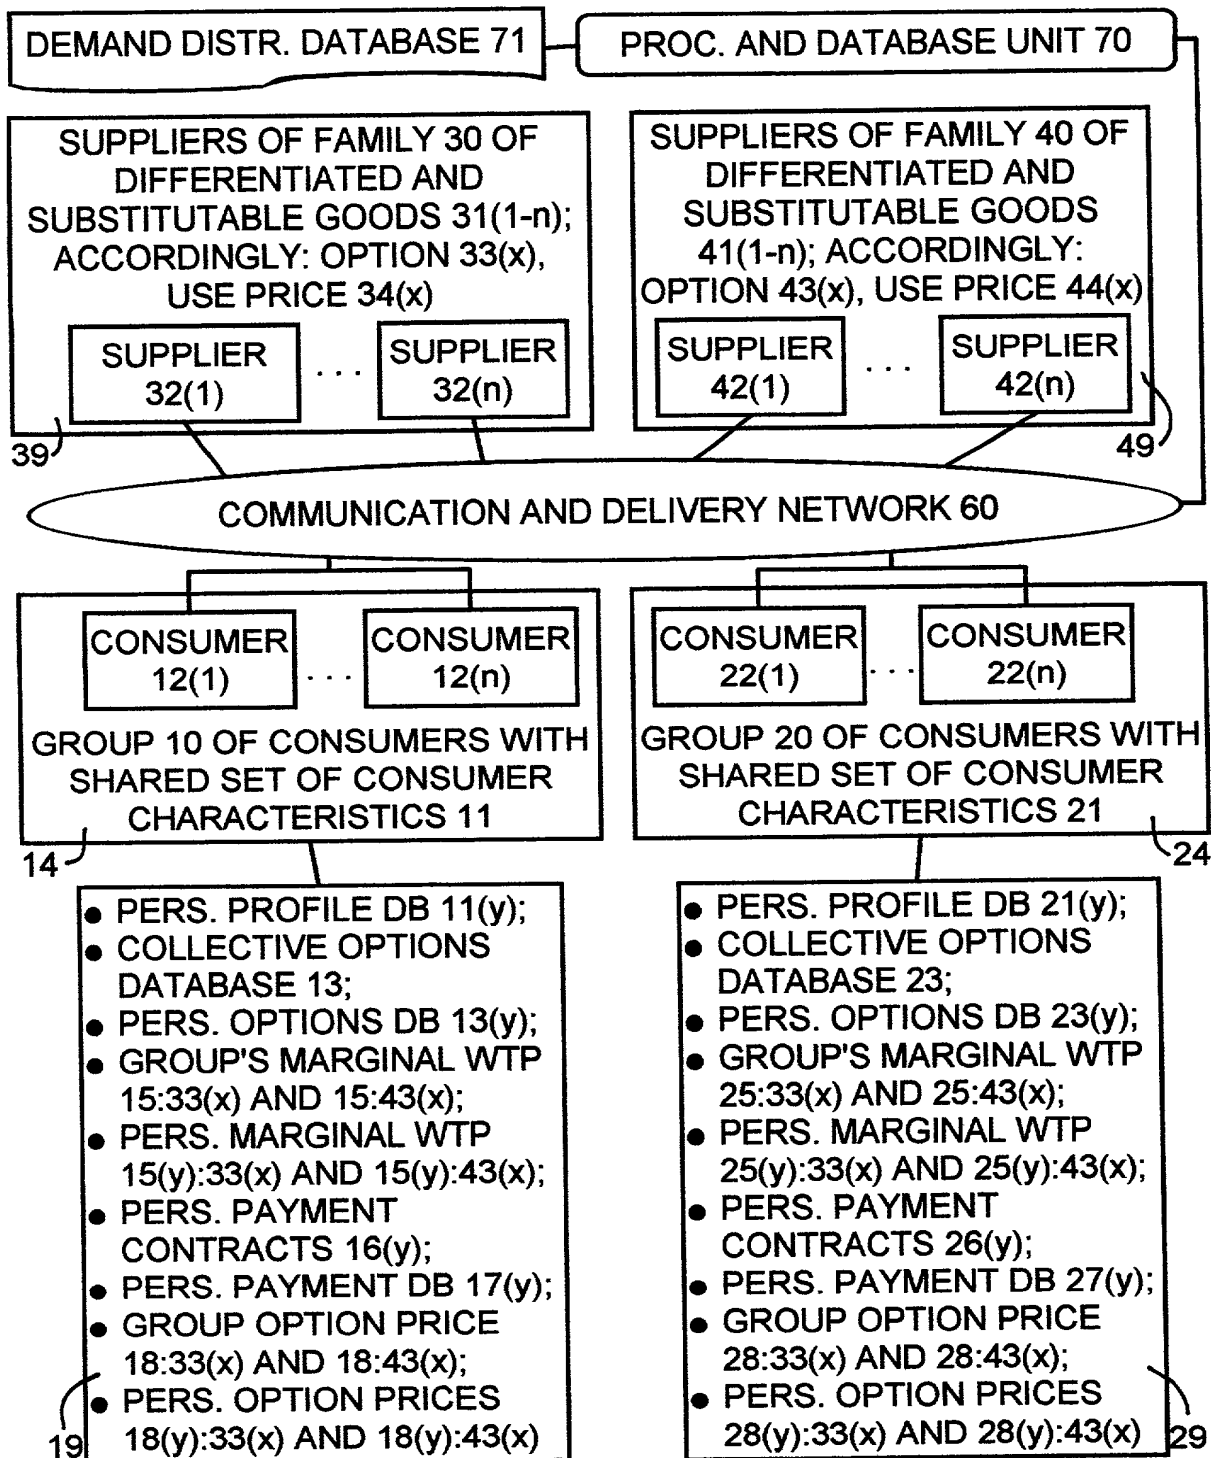 DEMAND DISTR. DATABASE 71
PROC. AND DATABASE UNIT 70
SUPPLIERS OF FAMILY 30 OF
DIFFERENTIATED AND
SUBSTITUTABLE GOODS 31(1-n);
ACCORDINGLY: OPTION 33(x),
USE PRICE 34(x)
SUPPLIER
32(1)
. . .
SUPPLIER
32(n)
39
SUPPLIERS OF FAMILY 40 OF
DIFFERENTIATED AND
SUBSTITUTABLE GOODS
41(1-n); ACCORDINGLY:
OPTION 43(x), USE PRICE 44(x)
SUPPLIER
42(1)
. . .
SUPPLIER
42(n)
49
COMMUNICATION AND DELIVERY NETWORK 60
CONSUMER
12(1)
. . .
CONSUMER
12(n)
GROUP 10 OF CONSUMERS WITH
SHARED SET OF CONSUMER
CHARACTERISTICS 11
14
CONSUMER
22(1)
. . .
CONSUMER
22(n)
GROUP 20 OF CONSUMERS WITH
SHARED SET OF CONSUMER
CHARACTERISTICS 21
24
● PERS. PROFILE DB 11(y);
● COLLECTIVE OPTIONS
DATABASE 13;
● PERS. OPTIONS DB 13(y);
● GROUP'S MARGINAL WTP
15:33(x) AND 15:43(x);
● PERS. MARGINAL WTP
15(y):33(x) AND 15(y):43(x);
● PERS. PAYMENT
CONTRACTS 16(y);
● PERS. PAYMENT DB 17(y);
● GROUP OPTION PRICE
18:33(x) AND 18:43(x);
● PERS. OPTION PRICES
18(y):33(x) AND 18(y):43(x)
19
● PERS. PROFILE DB 21(y);
● COLLECTIVE OPTIONS
DATABASE 23;
● PERS. OPTIONS DB 23(y);
● GROUP'S MARGINAL WTP
25:33(x) AND 25:43(x);
● PERS. MARGINAL WTP
25(y):33(x) AND 25(y):43(x);
● PERS. PAYMENT
CONTRACTS 26(y);
● PERS. PAYMENT DB 27(y);
● GROUP OPTION PRICE
28:33(x) AND 28:43(x);
● PERS. OPTION PRICES
28(y):33(x) AND 28(y):43(x)
29